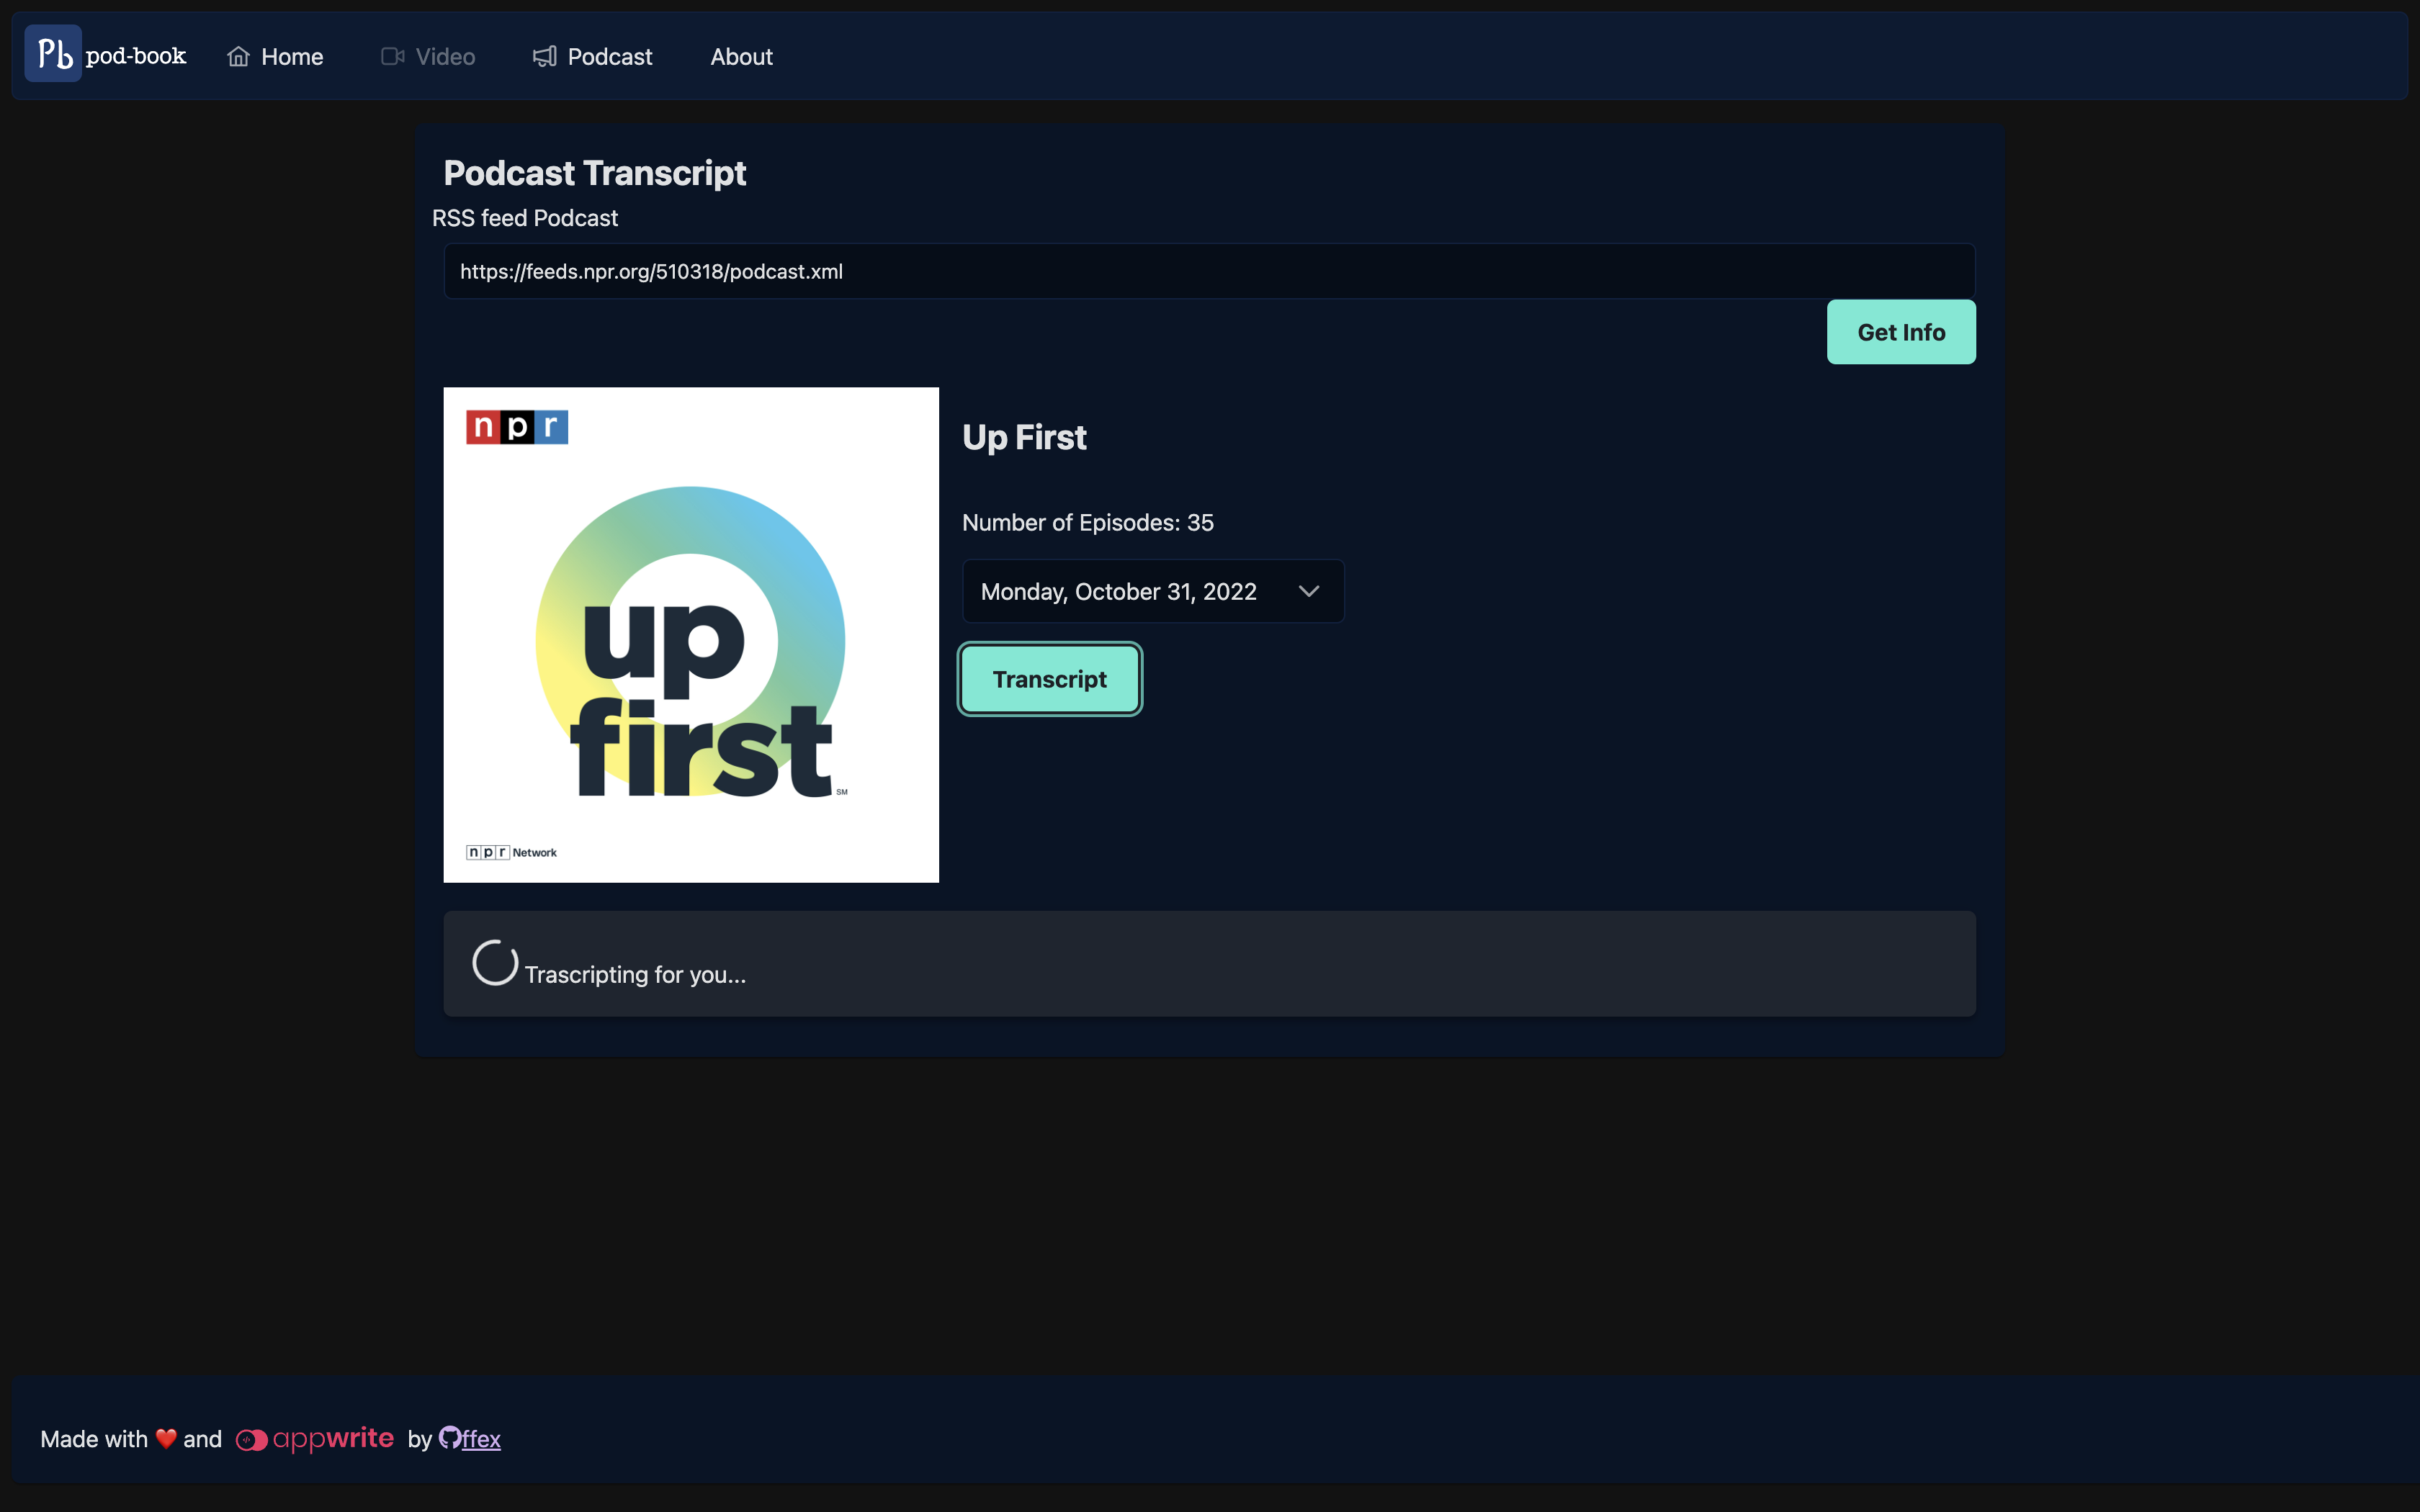 Pb pod-book Home Video Podcast About
Podcast Transcript
RSS feed Podcast
https://feeds.npr.org/510318/podcast.xml
Get Info
npr
up
first SM
npr Network
Up First
Number of Episodes: 35
Monday, October 31, 2022
Transcript
Trascripting for you...
Made with ❤️ and appwrite by ffex